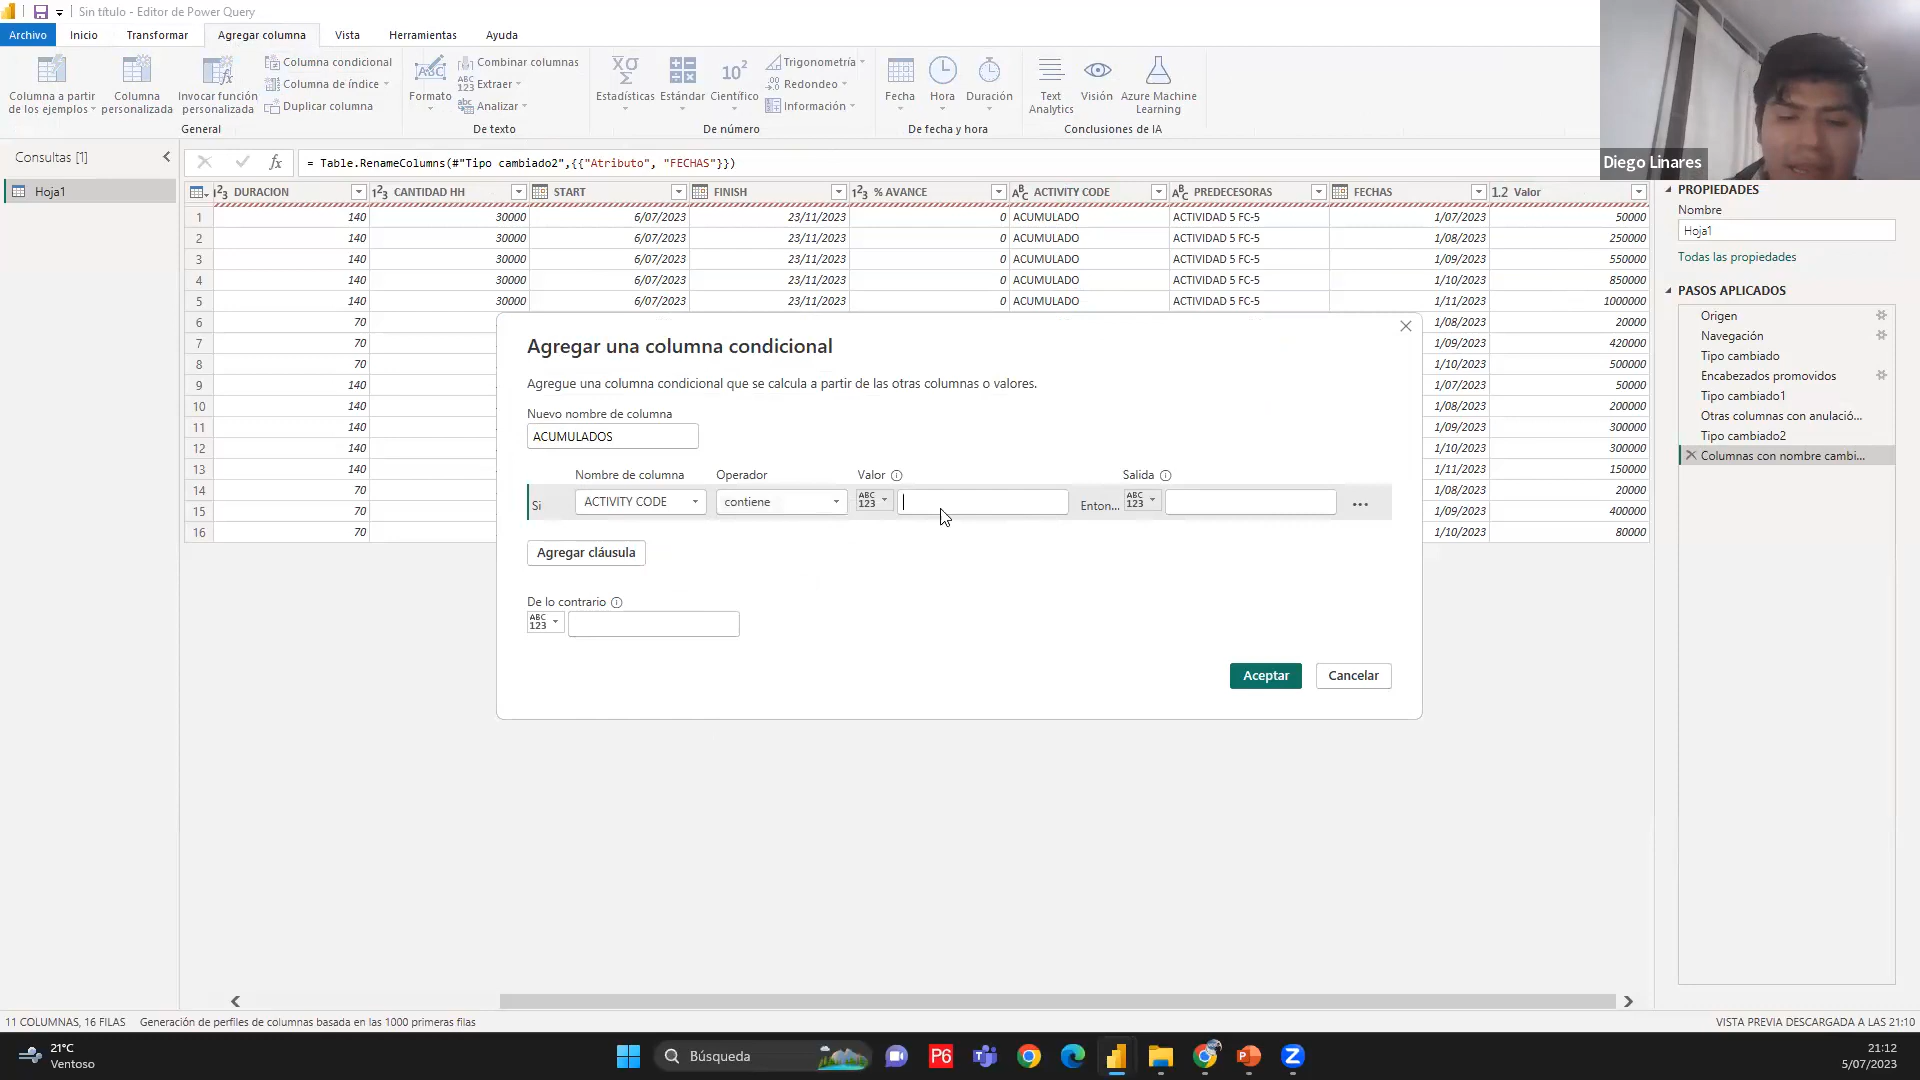 Sin título - Editor de Power Query
Archivo Inicio Transformar Agregar columna Vista Herramientas Ayuda
Columna a partir de los ejemplos
Columna personalizada
Invocar función personalizada
Columna condicional
Columna de índice
Duplicar columna
General
Formato
Combinar columnas
Extraer
Analizar
De texto
Estadísticas
Estándar
Científico
Trigonometría
Redondeo
Información
De número
Fecha
Hora
Duración
De fecha y hora
Text Analytics
Visión
Azure Machine Learning
Conclusiones de IA
Diego Linares
Consultas [1]
Hoja1
= Table.RenameColumns(#"Tipo cambiado2",{{"Atributo", "FECHAS"}})
DURACION CANTIDAD HH START FINISH % AVANCE ACTIVITY CODE PREDECESORAS FECHAS 1.2 Valor
1 140 30000 6/07/2023 23/11/2023 0 ACUMULADO ACTIVIDAD 5 FC-5 1/07/2023 50000
2 140 30000 6/07/2023 23/11/2023 0 ACUMULADO ACTIVIDAD 5 FC-5 1/08/2023 250000
3 140 30000 6/07/2023 23/11/2023 0 ACUMULADO ACTIVIDAD 5 FC-5 1/09/2023 550000
4 140 30000 6/07/2023 23/11/2023 0 ACUMULADO ACTIVIDAD 5 FC-5 1/10/2023 850000
5 140 30000 6/07/2023 23/11/2023 0 ACUMULADO ACTIVIDAD 5 FC-5 1/11/2023 1000000
6 70 1/08/2023 20000
7 70 1/09/2023 420000
8 70 1/10/2023 500000
9 140 1/07/2023 50000
10 140 1/08/2023 200000
11 140 1/09/2023 300000
12 140 1/10/2023 300000
13 140 1/11/2023 150000
14 70 1/08/2023 20000
15 70 1/09/2023 400000
16 70 1/10/2023 80000
Agregar una columna condicional
Agregue una columna condicional que se calcula a partir de las otras columnas o valores.
Nuevo nombre de columna
ACUMULADOS
Nombre de columna Operador Valor Salida
Si ACTIVITY CODE contiene ABC 123 Enton... ABC 123
Agregar cláusula
De lo contrario
ABC 123
Aceptar Cancelar
PROPIEDADES
Nombre
Hoja1
Todas las propiedades
PASOS APLICADOS
Origen
Navegación
Tipo cambiado
Encabezados promovidos
Tipo cambiado1
Otras columnas con anulació...
Tipo cambiado2
Columnas con nombre cambi...
11 COLUMNAS, 16 FILAS Generación de perfiles de columnas basada en las 1000 primeras filas VISTA PREVIA DESCARGADA A LAS 21:10
21°C
Ventoso
Búsqueda
P6
21:12
5/07/2023